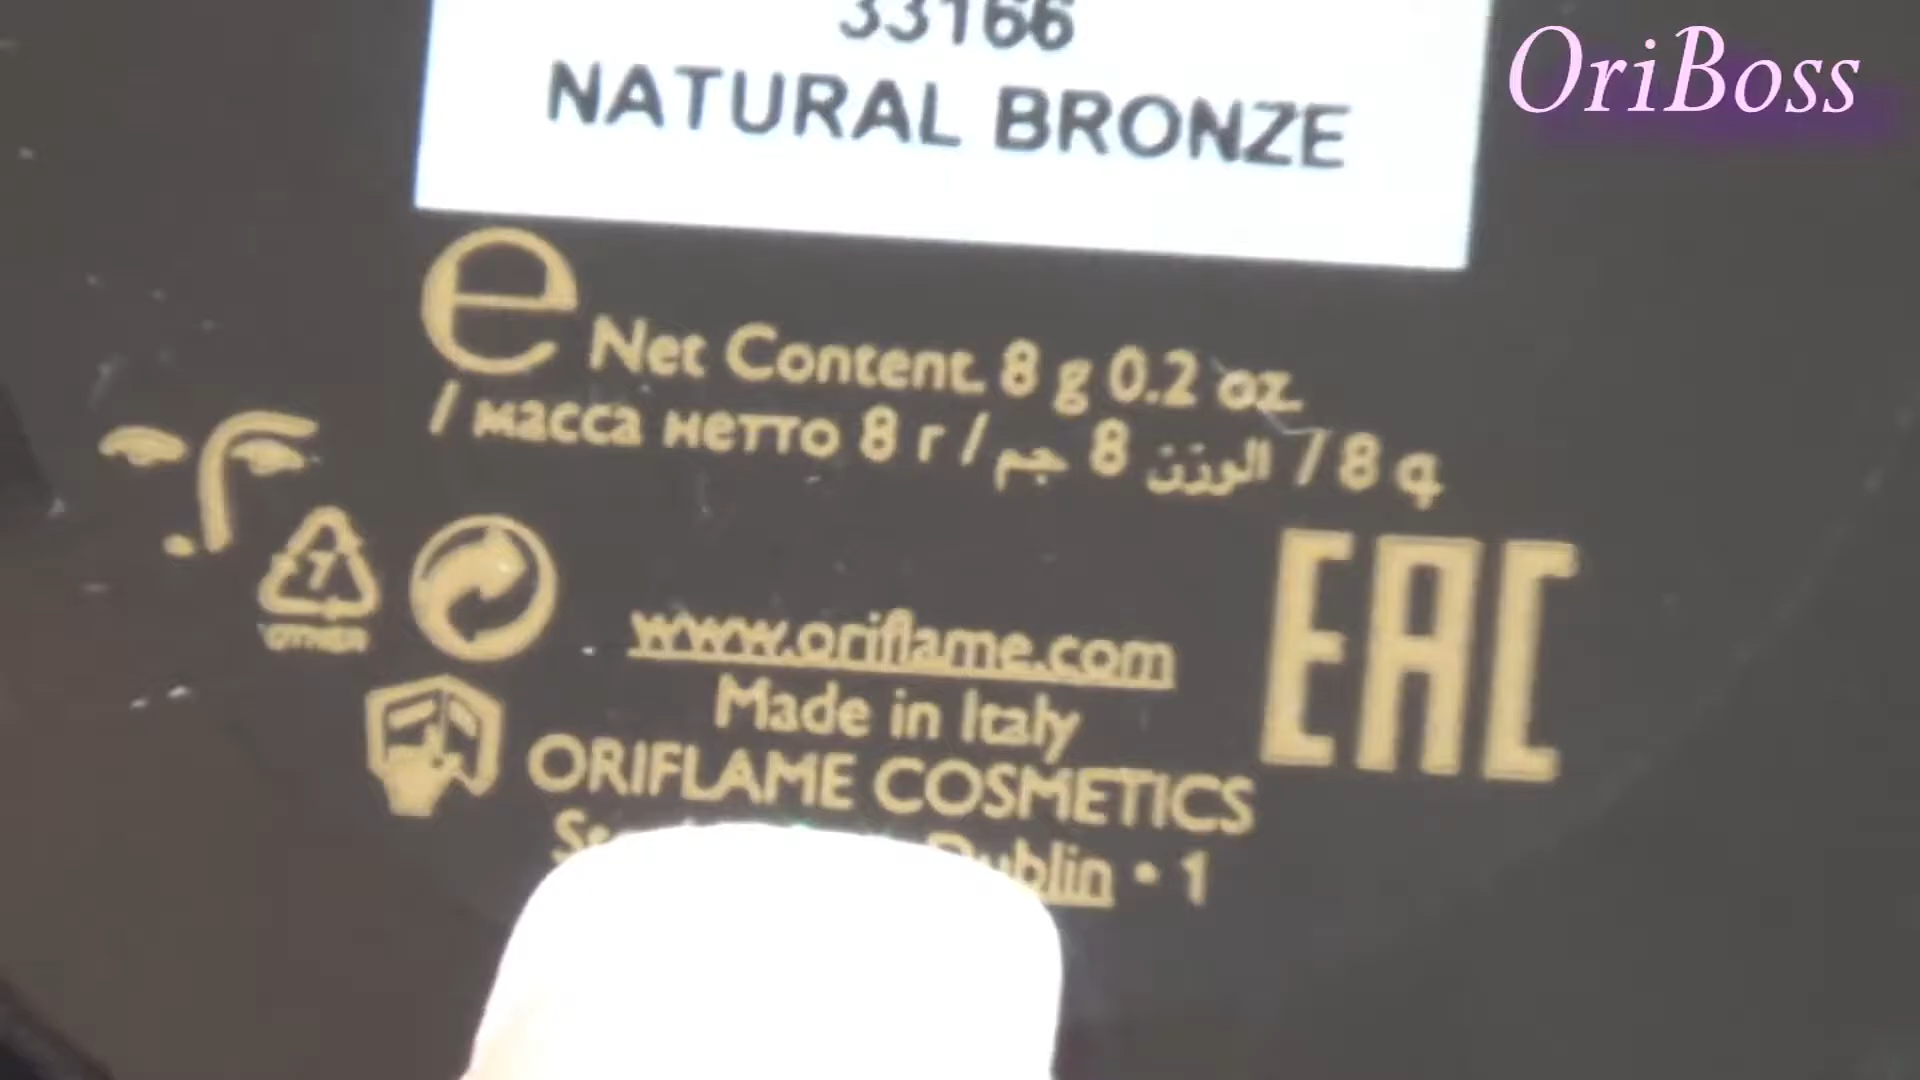 33166
OriBoss
NATURAL BRONZE
e Net Content. 8 g 0.2 oz.
/ масса нетто 8 г / الوزن 8 جم / 8 q
7
OTHER
www.oriflame.com
EAC
Made in Italy
ORIFLAME COSMETICS
Dublin • 1